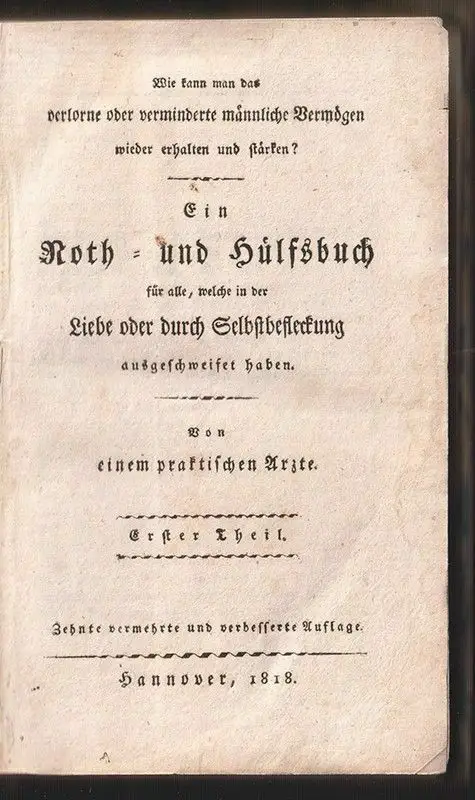 Wie kann man das
verlorne oder verminderte männliche Vermögen
wieder erhalten und stärken?
Ein
Noth- und Hülfsbuch
für alle, welche in der
Liebe oder durch Selbstbefleckung
ausgeschweifet haben.
Von
einem praktischen Arzte.
Erster Theil.
Zehnte vermehrte und verbesserte Auflage.
Hannover, 1818.